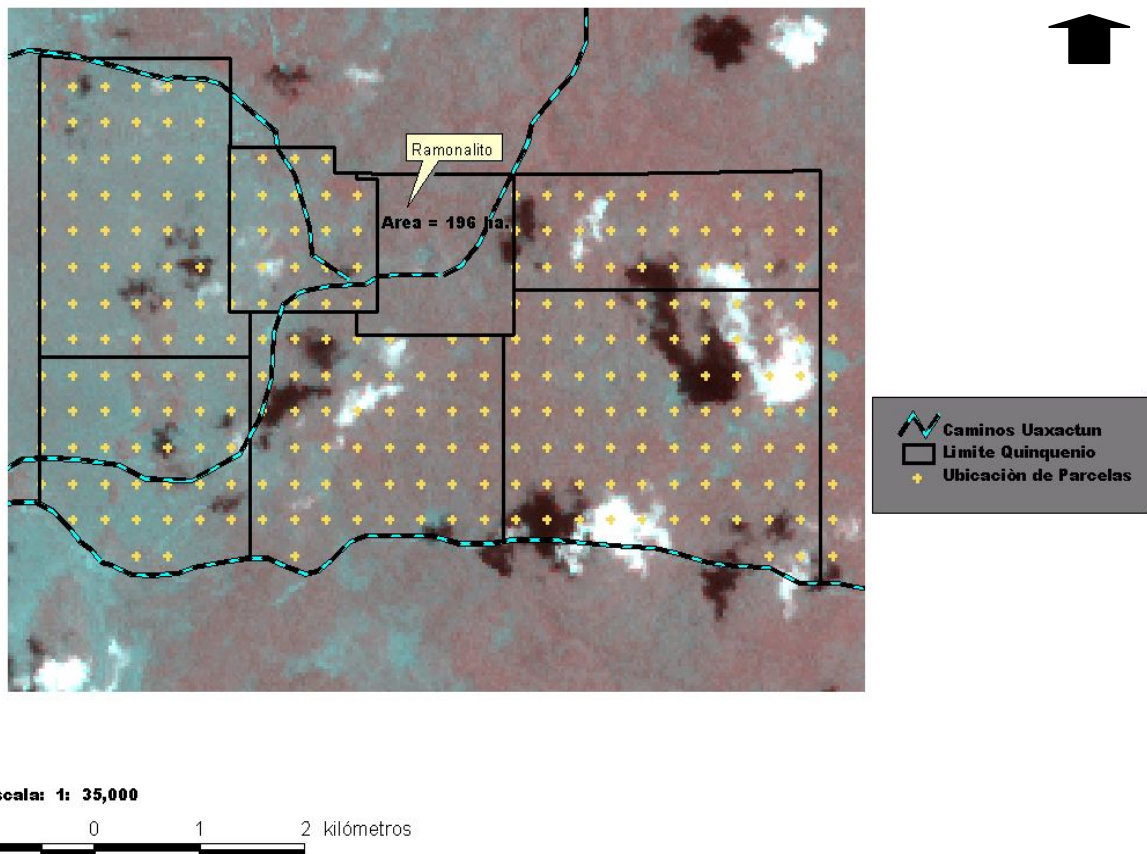 Ramonalito
Area = 196 ha.
Caminos Uaxactun
Limite Quinquenio
Ubicaciòn de Parcelas
scala: 1: 35,000
0 1 2 kilómetros